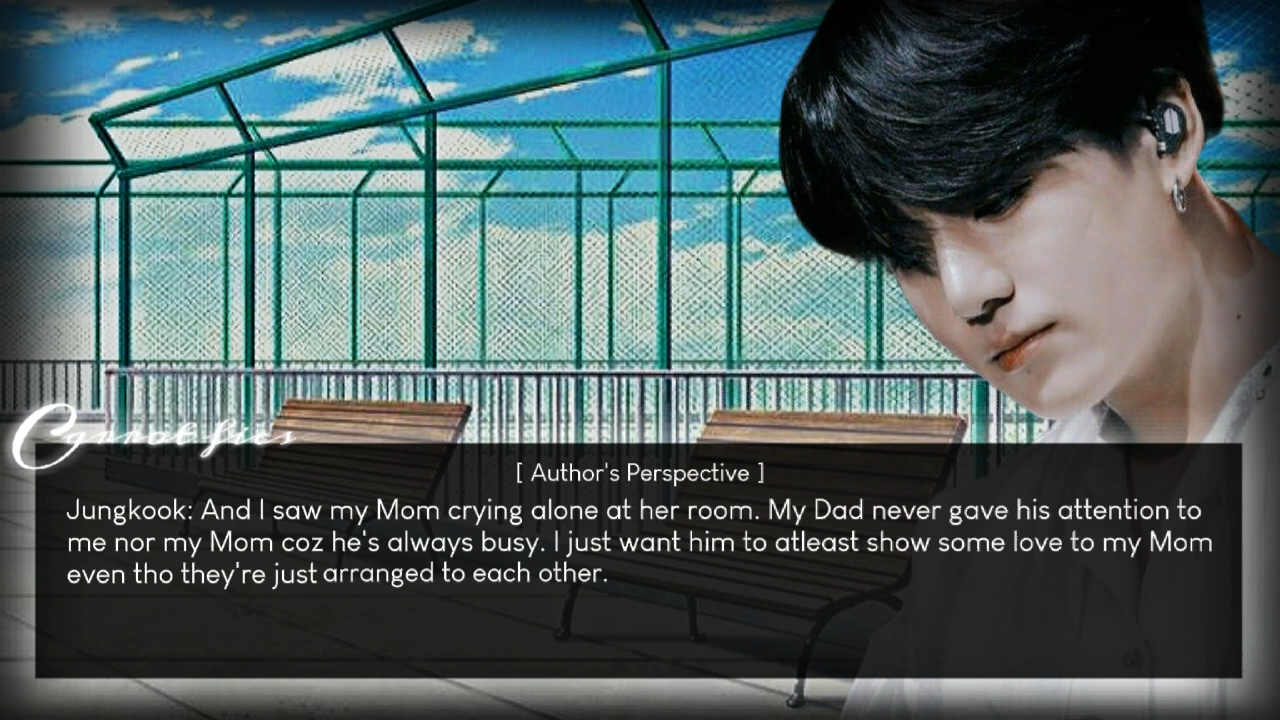 [ Author's Perspective ]
Carrot fics
Jungkook: And I saw my Mom crying alone at her room. My Dad never gave his attention to
me nor my Mom coz he's always busy. I just want him to atleast show some love to my Mom
even tho they're just arranged to each other.